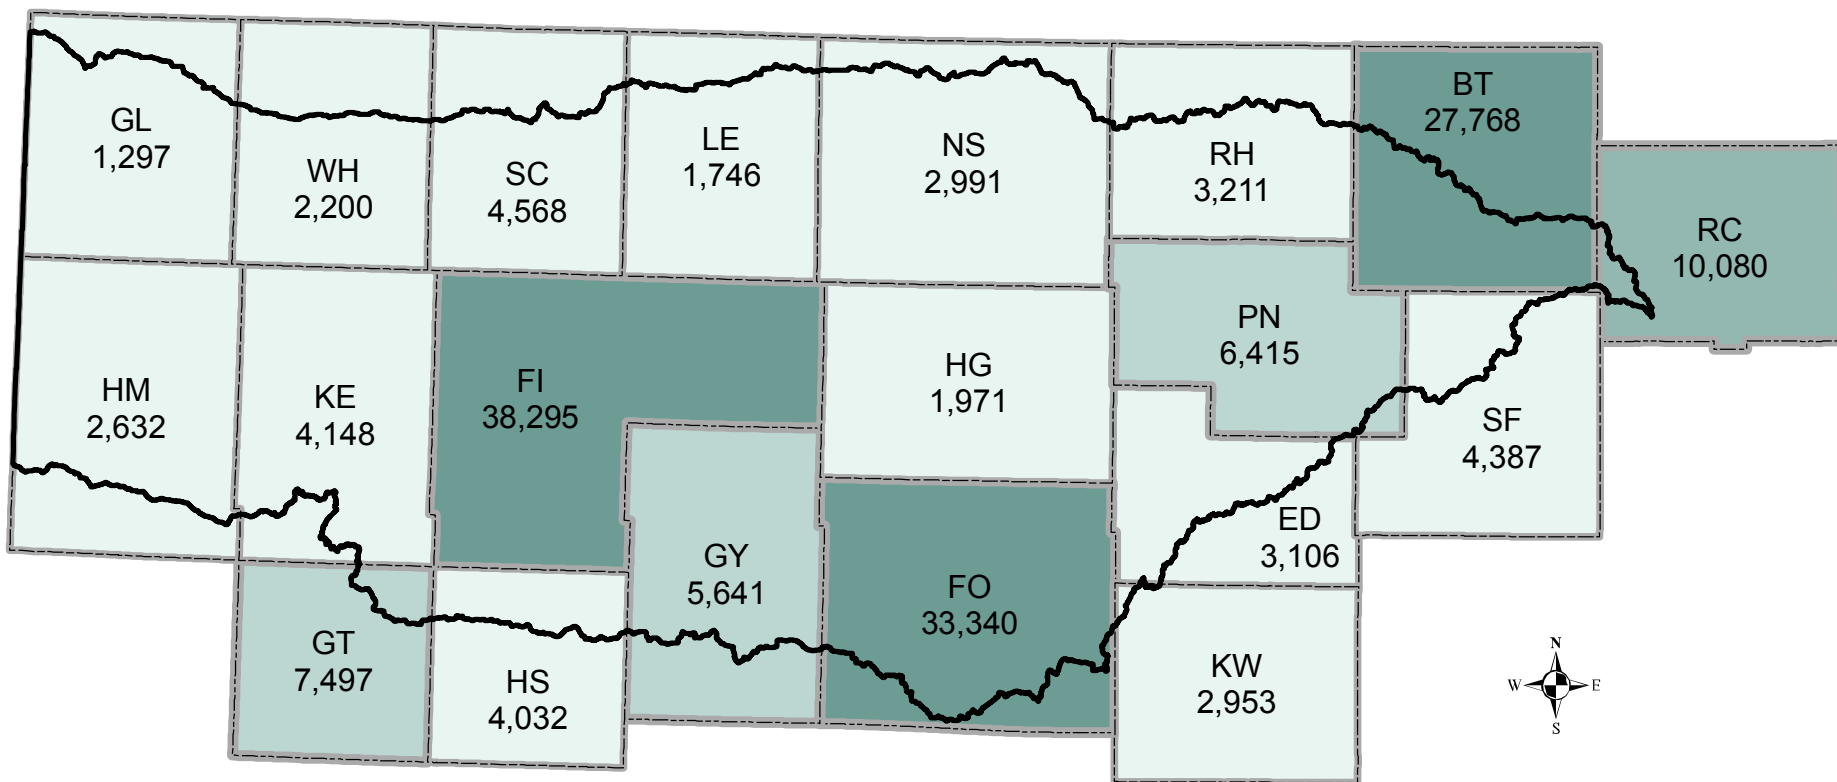 GL
1,297
WH
2,200
SC
4,568
LE
1,746
NS
2,991
RH
3,211
BT
27,768
RC
10,080
HM
2,632
KE
4,148
FI
38,295
HG
1,971
PN
6,415
SF
4,387
GT
7,497
HS
4,032
GY
5,641
FO
33,340
ED
3,106
KW
2,953
N
W E
S